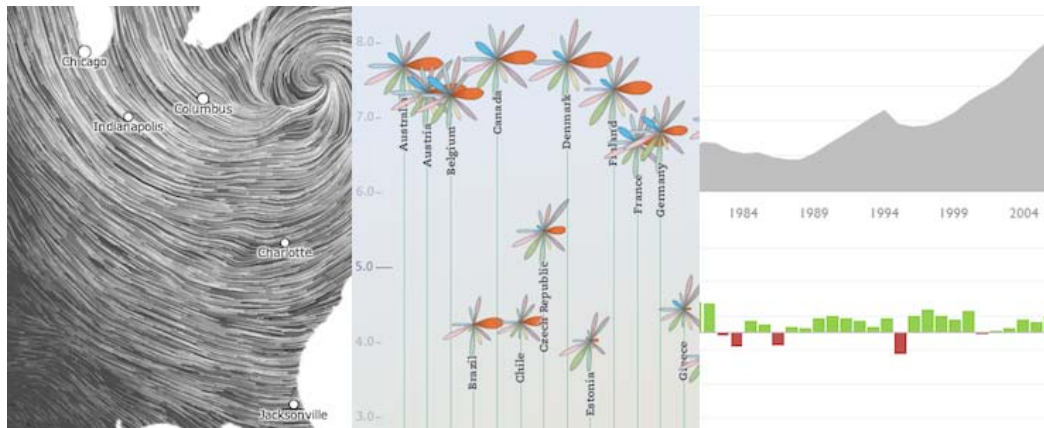 Chicago
Columbus
Indianapolis
Charlotte
Jacksonville
8.0
7.0
6.0
5.0
4.0
3.0
Australia
Austria
Belgium
Canada
Denmark
Finland
France
Germany
Brazil
Chile
Czech Republic
Estonia
Greece
1984 1989 1994 1999 2004